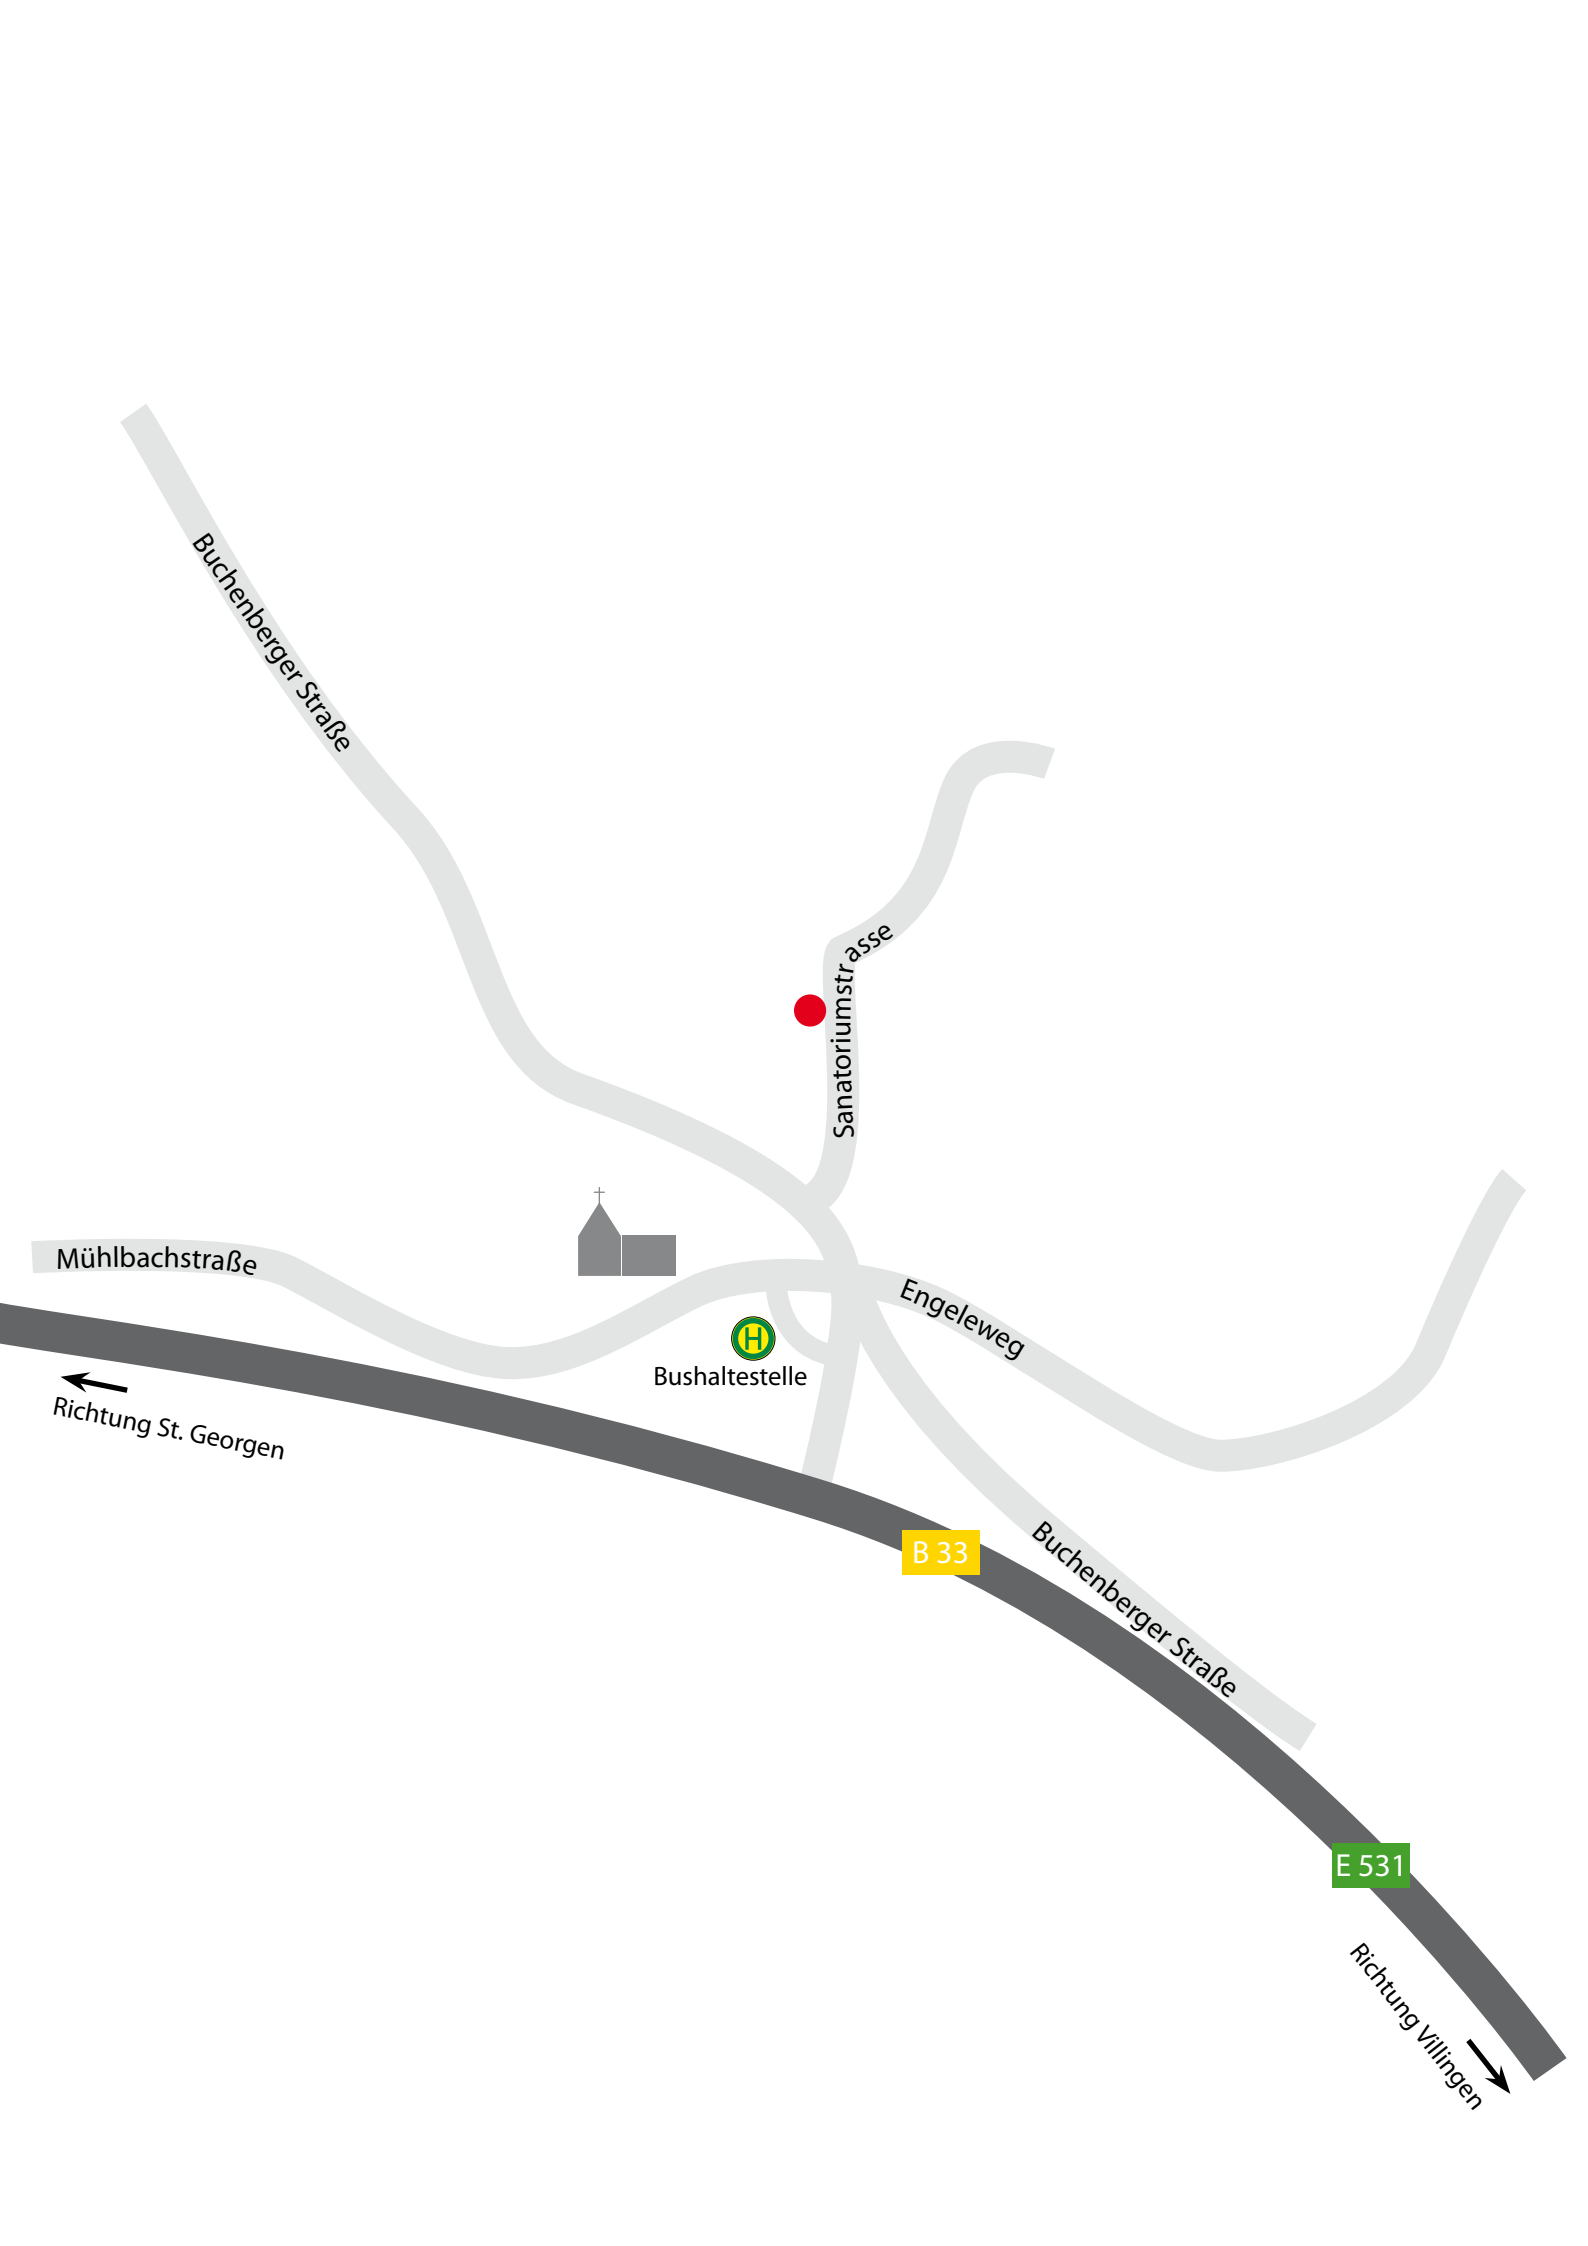 Buchenberger Straße
Sanatoriumstrasse
Mühlbachstraße
Engeleweg
H
Bushaltestelle
Richtung St. Georgen
B 33
Buchenberger Straße
E 531
Richtung Villingen